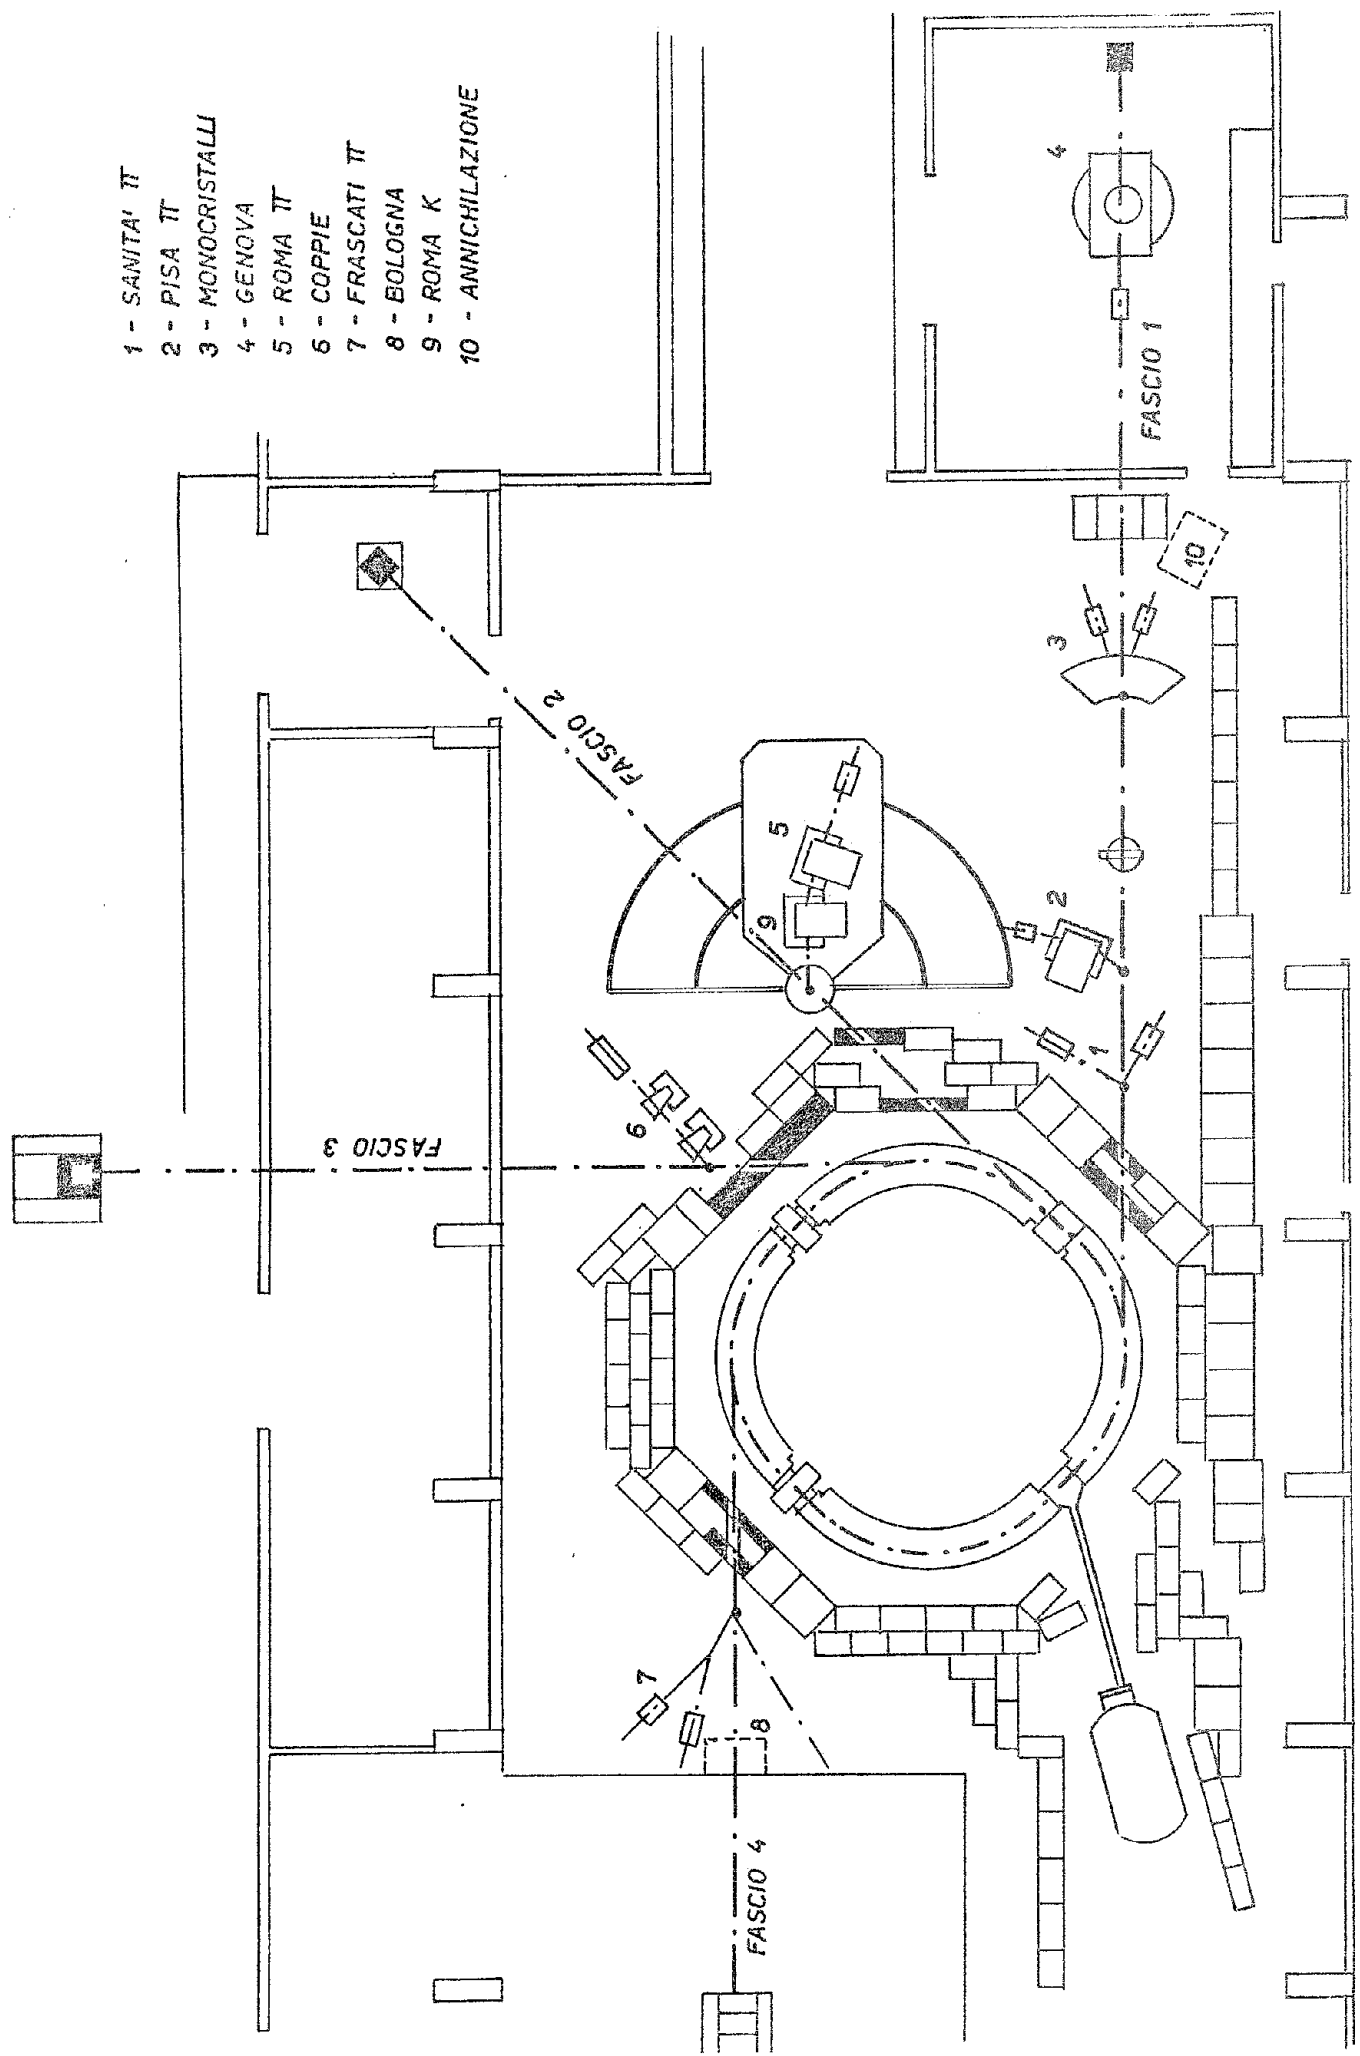 1 - SANITA' π
2 - PISA π
3 - MONOCRISTALLI
4 - GENOVA
5 - ROMA π
6 - COPPIE
7 - FRASCATI π
8 - BOLOGNA
9 - ROMA K
10 - ANNICHILAZIONE
FASCIO 3
FASCIO 2
FASCIO 4
FASCIO 1
6
7
8
5
9
2
1
3
10
4